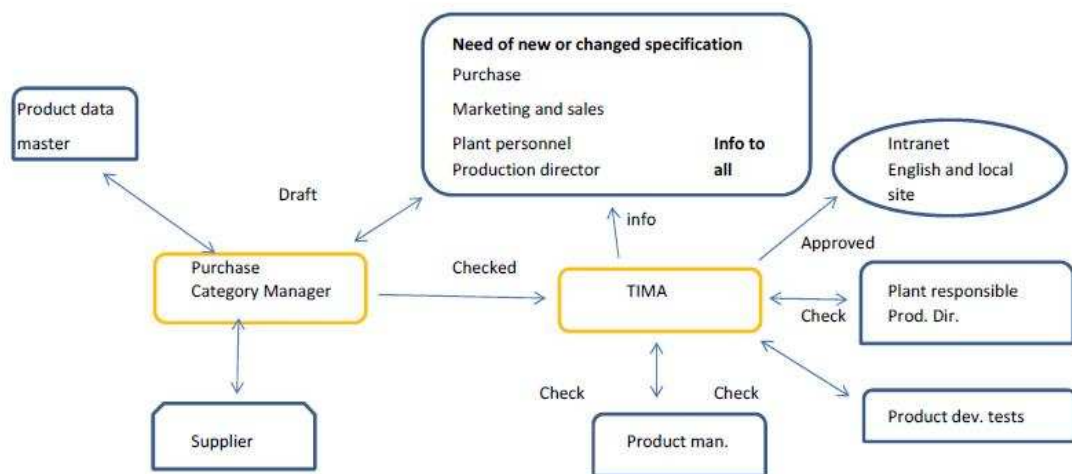 Need of new or changed specification
Purchase
Marketing and sales
Plant personnel Info to
Production director all
Product data
master
Intranet
English and local
site
Draft
info
Approved
Purchase
Category Manager
Checked
TIMA
Plant responsible
Prod. Dir.
Check
Check
Check
Supplier
Product man.
Product dev. tests